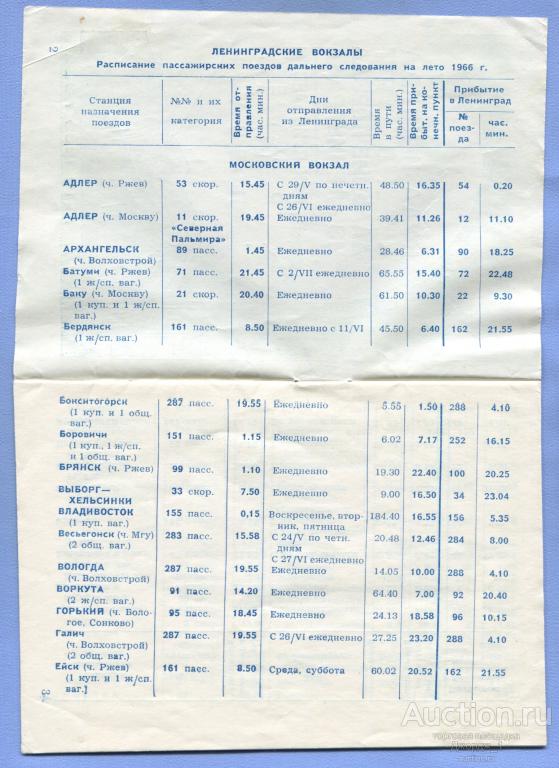 2
ЛЕНИНГРАДСКИЕ ВОКЗАЛЫ
Расписание пассажирских поездов дальнего следования на лето 1966 г.
Станция назначения поездов | №№ и их категория | Время отправления (час. мин.) | Дни отправления из Ленинграда | Время в пути (час. мин.) | Время прибыт. на конечн. пункт | Прибытие в Ленинград
№ поезда | час. мин.
МОСКОВСКИЙ ВОКЗАЛ
АДЛЕР (ч. Ржев) 53 скор. 15.45 С 29/V по нечетн. 48.50 16.35 54 0.20
дням
С 26/VI ежедневно
АДЛЕР (ч. Москву) 11 скор. 19.45 Ежедневно 39.41 11.26 12 11.10
«Северная
Пальмира»
АРХАНГЕЛЬСК 89 пасс. 1.45 Ежедневно 28.46 6.31 90 18.25
(ч. Волховстрой)
Батуми (ч. Ржев) 71 пасс. 21.45 С 2/VII ежедневно 65.55 15.40 72 22.48
(1 ж/сп. ваг.)
Баку (ч. Москву) 21 скор. 20.40 Ежедневно 61.50 10.30 22 9.30
(1 куп. и 1 ж/сп.
ваг.)
Бердянск 161 пасс. 8.50 Ежедневно с 11/VI 45.50 6.40 162 21.55
(1 ж/сп. ваг.)
Бокситогорск 287 пасс. 19.55 Ежедневно 5.55 1.50 288 4.10
(1 куп. и 1 общ.
ваг.)
Боровичи 151 пасс. 1.15 Ежедневно 6.02 7.17 252 16.15
(1 куп., 1 ж/сп.
и 1 общ. ваг.)
БРЯНСК (ч. Ржев) 99 пасс. 1.10 Ежедневно 19.30 22.40 100 20.25
ВЫБОРГ— 33 скор. 7.50 Ежедневно 9.00 16.50 34 23.04
ХЕЛЬСИНКИ
ВЛАДИВОСТОК 155 пасс. 0,15 Воскресенье, втор- 184.40 16.55 156 5.35
(1 куп. ваг.) ник, пятница
Весьегонск (ч. Мгу) 283 пасс. 15.58 С 24/V по четн. 20.48 12.46 284 8.00
(2 общ. ваг.) дням
С 27/VI ежедневно
ВОЛОГДА 287 пасс. 19.55 Ежедневно 14.05 10.00 288 4.10
(ч. Волховстрой)
ВОРКУТА 91 пасс. 14.20 Ежедневно 64.40 7.00 92 20.40
(2 ж/сп. ваг.)
ГОРЬКИЙ (ч. Воло- 95 пасс. 18.45 Ежедневно 24.13 18.58 96 10.15
гое, Сонково)
Галич 287 пасс. 19.55 С 26/VI ежедневно 27.25 23.20 288 4.10
(ч. Волховстрой)
(2 общ. ваг.)
Ейск (ч. Ржев) 161 пасс. 8.50 Среда, суббота 60.02 20.52 162 21.55
(1 куп. и 1 ж/сп.
ваг.)
3
Auction.ru
торговая площадка